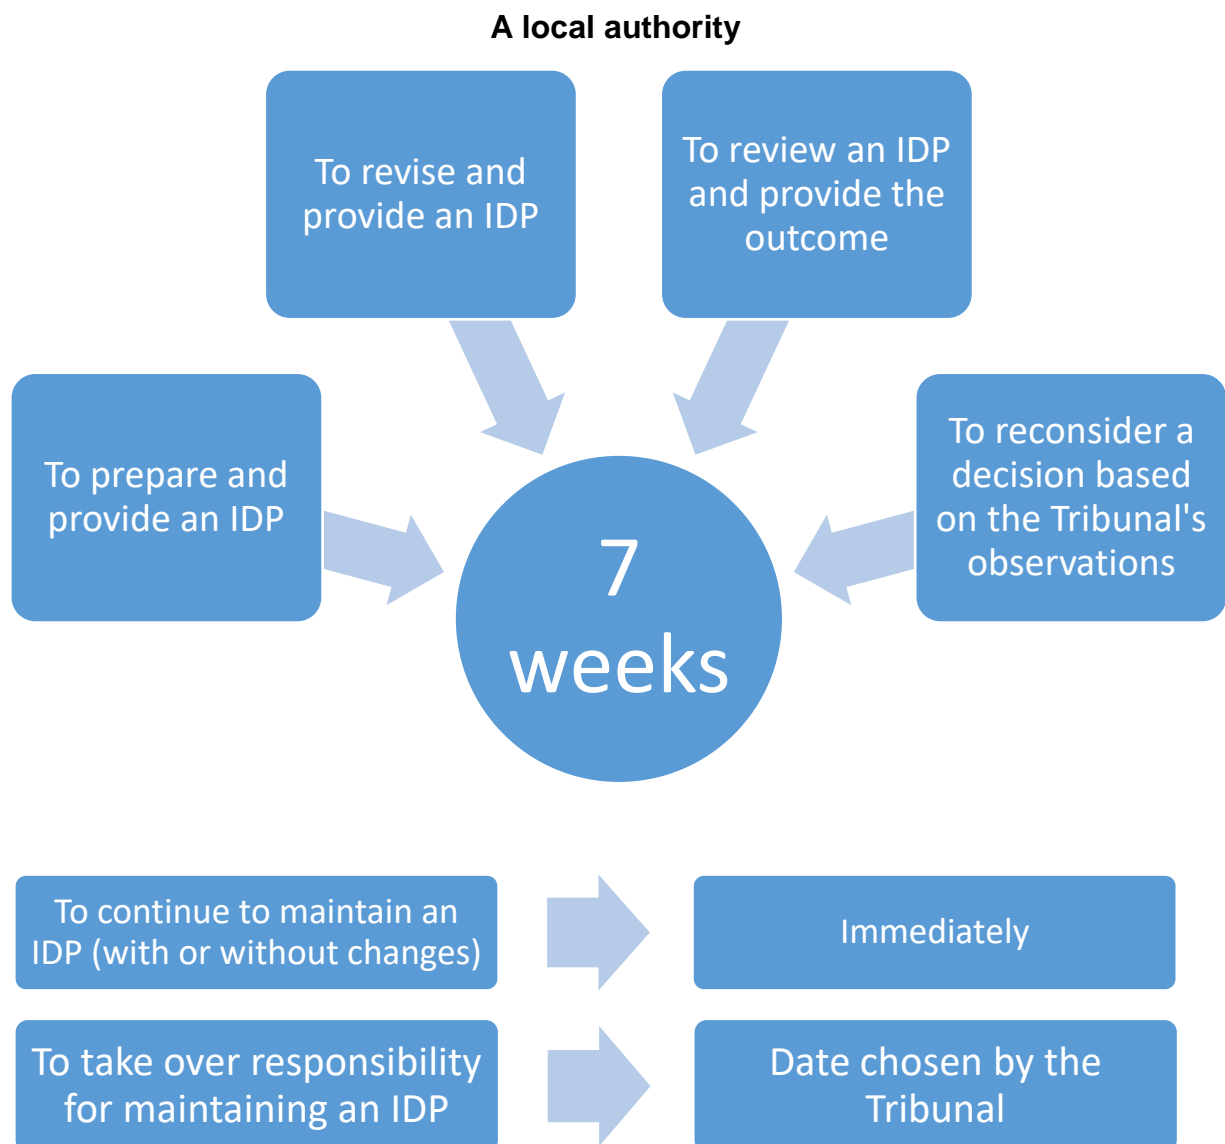 A local authority
To revise and
provide an IDP
To review an IDP
and provide the
outcome
To prepare and
provide an IDP
To reconsider a
decision based
on the Tribunal's
observations
7
weeks
To continue to maintain an
IDP (with or without changes)
Immediately
To take over responsibility
for maintaining an IDP
Date chosen by the
Tribunal